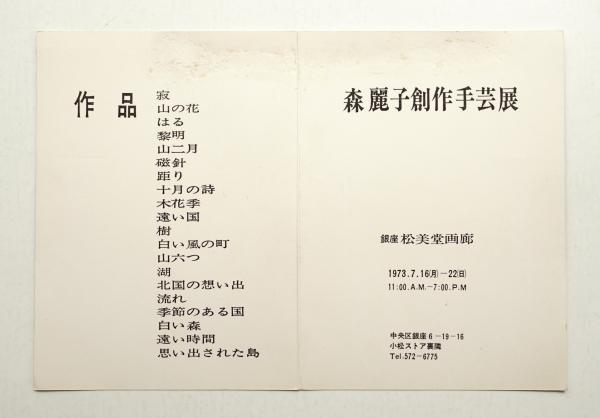 作品
寂
山の花
はる
黎明
山二月
磁針
距り
十月の詩
木花季
遠い国
樹
白い風の町
山六つ
湖
北国の想い出
流れ
季節のある国
白い森
遠い時間
思い出された島
森麗子創作手芸展
銀座 松美堂画廊
1973.7.16(月)−22(日)
11:00.A.M.−7:00.P.M
中央区銀座6−19−16
小松ストア裏隣
Tel.572−6775